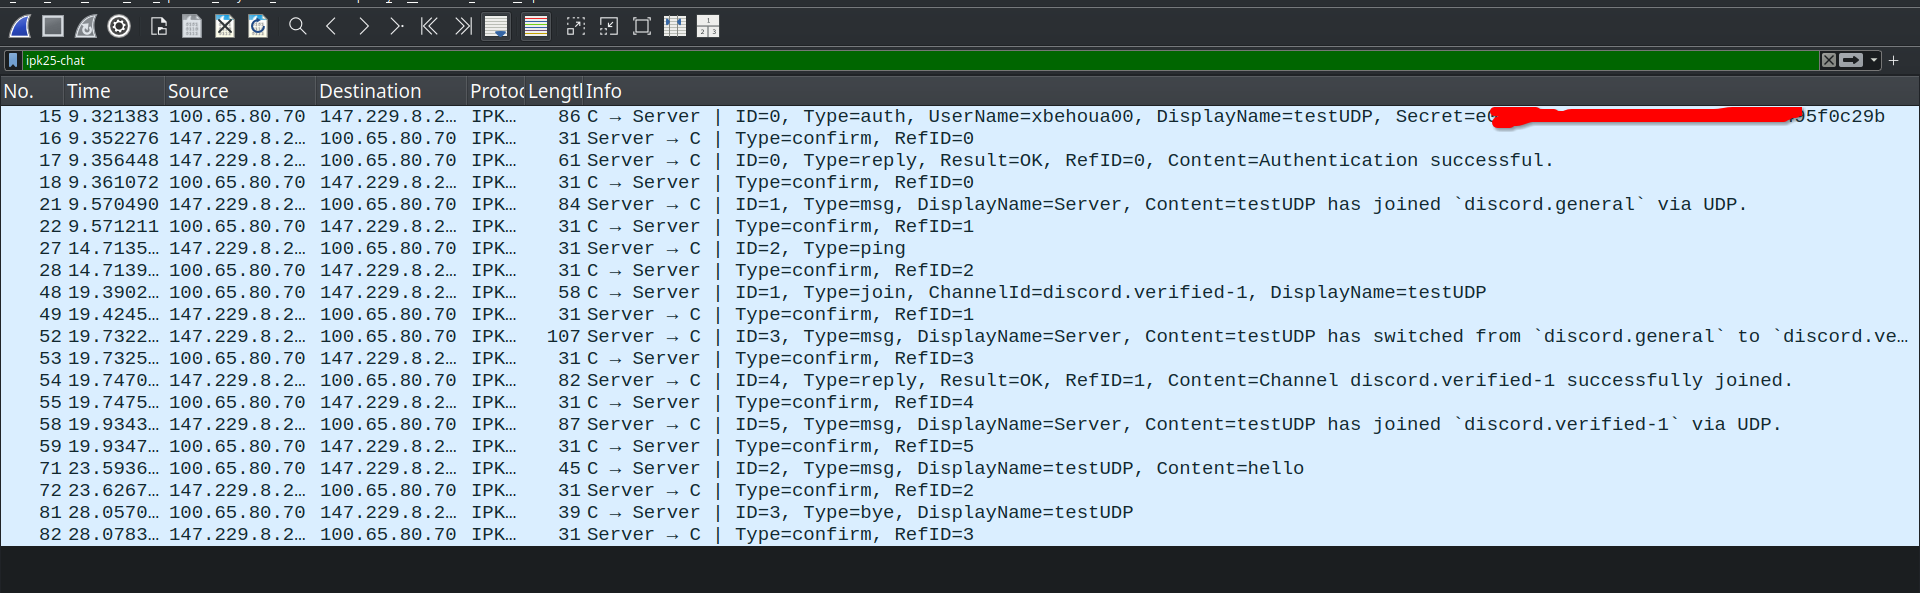 ipk25-chat
No. Time Source Destination Protoc Lengtl Info
15 9.321383 100.65.80.70 147.229.8.2… IPK… 86 C → Server | ID=0, Type=auth, UserName=xbehoua00, DisplayName=testUDP, Secret=e 95f0c29b
16 9.352276 147.229.8.2… 100.65.80.70 IPK… 31 Server → C | Type=confirm, RefID=0
17 9.356448 147.229.8.2… 100.65.80.70 IPK… 61 Server → C | ID=0, Type=reply, Result=OK, RefID=0, Content=Authentication successful.
18 9.361072 100.65.80.70 147.229.8.2… IPK… 31 C → Server | Type=confirm, RefID=0
21 9.570490 147.229.8.2… 100.65.80.70 IPK… 84 Server → C | ID=1, Type=msg, DisplayName=Server, Content=testUDP has joined `discord.general` via UDP.
22 9.571211 100.65.80.70 147.229.8.2… IPK… 31 C → Server | Type=confirm, RefID=1
27 14.7135… 147.229.8.2… 100.65.80.70 IPK… 31 Server → C | ID=2, Type=ping
28 14.7139… 100.65.80.70 147.229.8.2… IPK… 31 C → Server | Type=confirm, RefID=2
48 19.3902… 100.65.80.70 147.229.8.2… IPK… 58 C → Server | ID=1, Type=join, ChannelId=discord.verified-1, DisplayName=testUDP
49 19.4245… 147.229.8.2… 100.65.80.70 IPK… 31 Server → C | Type=confirm, RefID=1
52 19.7322… 147.229.8.2… 100.65.80.70 IPK… 107 Server → C | ID=3, Type=msg, DisplayName=Server, Content=testUDP has switched from `discord.general` to `discord.ve…
53 19.7325… 100.65.80.70 147.229.8.2… IPK… 31 C → Server | Type=confirm, RefID=3
54 19.7470… 147.229.8.2… 100.65.80.70 IPK… 82 Server → C | ID=4, Type=reply, Result=OK, RefID=1, Content=Channel discord.verified-1 successfully joined.
55 19.7475… 100.65.80.70 147.229.8.2… IPK… 31 C → Server | Type=confirm, RefID=4
58 19.9343… 147.229.8.2… 100.65.80.70 IPK… 87 Server → C | ID=5, Type=msg, DisplayName=Server, Content=testUDP has joined `discord.verified-1` via UDP.
59 19.9347… 100.65.80.70 147.229.8.2… IPK… 31 C → Server | Type=confirm, RefID=5
71 23.5936… 100.65.80.70 147.229.8.2… IPK… 45 C → Server | ID=2, Type=msg, DisplayName=testUDP, Content=hello
72 23.6267… 147.229.8.2… 100.65.80.70 IPK… 31 Server → C | Type=confirm, RefID=2
81 28.0570… 100.65.80.70 147.229.8.2… IPK… 39 C → Server | ID=3, Type=bye, DisplayName=testUDP
82 28.0783… 147.229.8.2… 100.65.80.70 IPK… 31 Server → C | Type=confirm, RefID=3